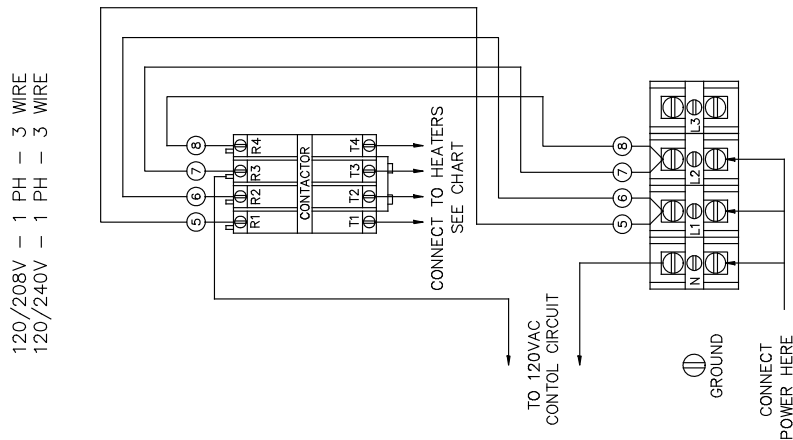 120/208V - 1 PH - 3 WIRE
120/240V - 1 PH - 3 WIRE
8
7
6
5
R4
R3
R2
R1
CONTACTOR
T4
T3
T2
T1
CONNECT TO HEATERS
SEE CHART
8
7
6
5
L3
L2
L1
N
TO 120VAC
CONTOL CIRCUIT
GROUND
CONNECT
POWER HERE